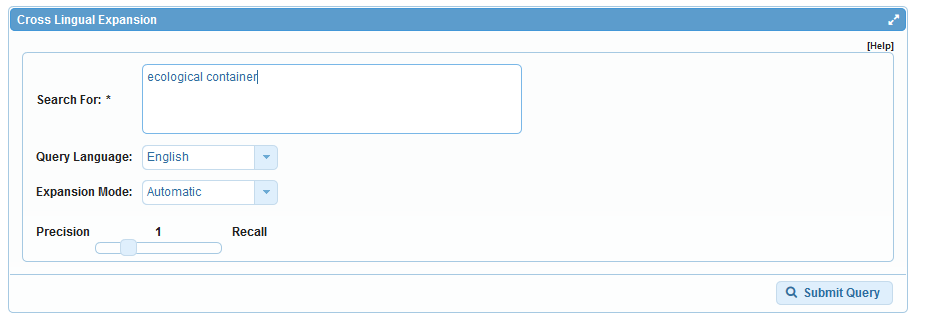 Cross Lingual Expansion
[Help]
Search For: * ecological container
Query Language: English
Expansion Mode: Automatic
Precision 1 Recall
Submit Query